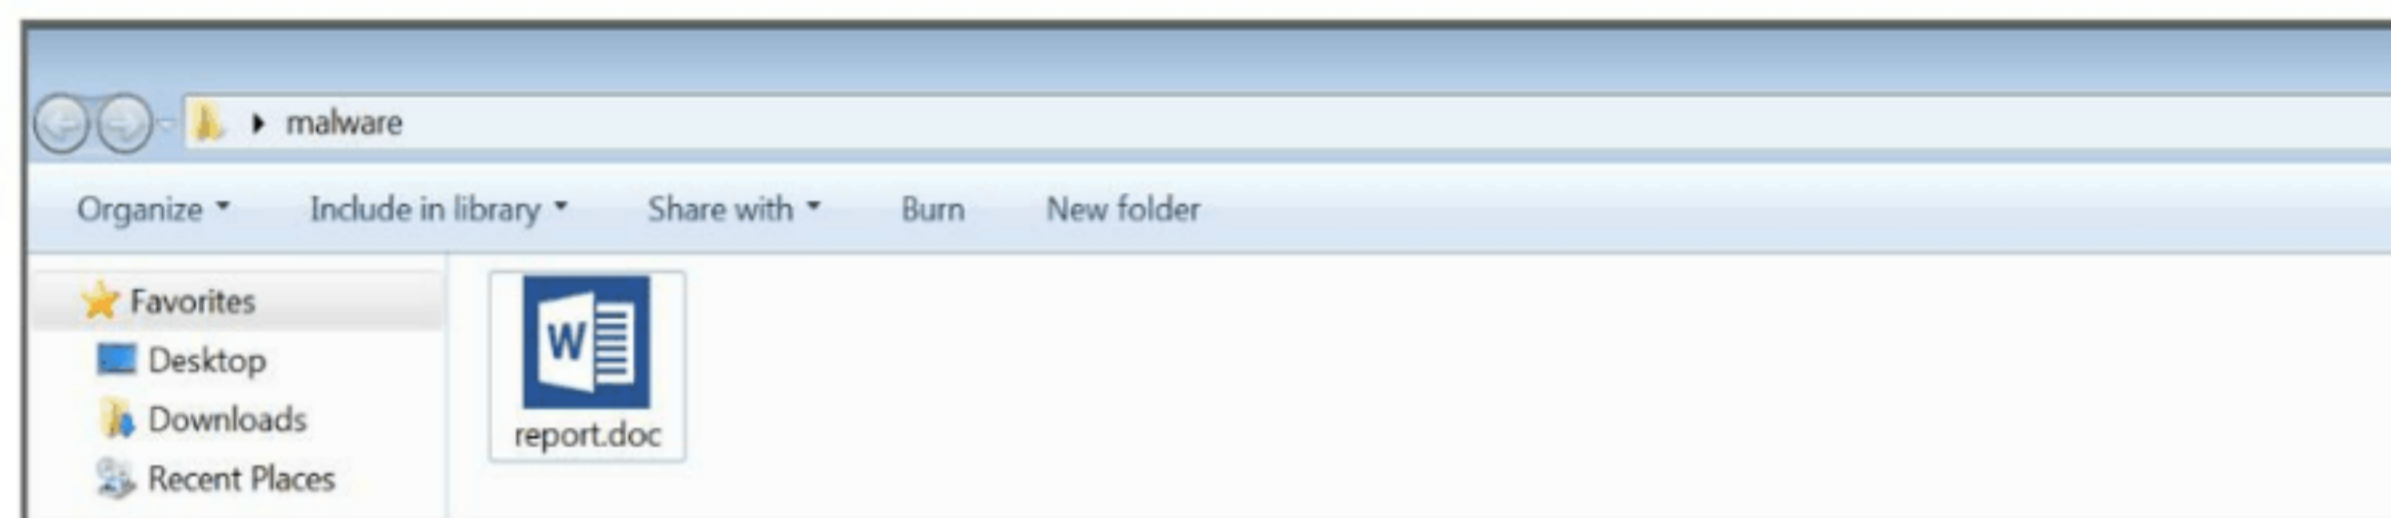 malware
Organize Include in library Share with Burn New folder
Favorites
Desktop
Downloads
Recent Places
W
report.doc